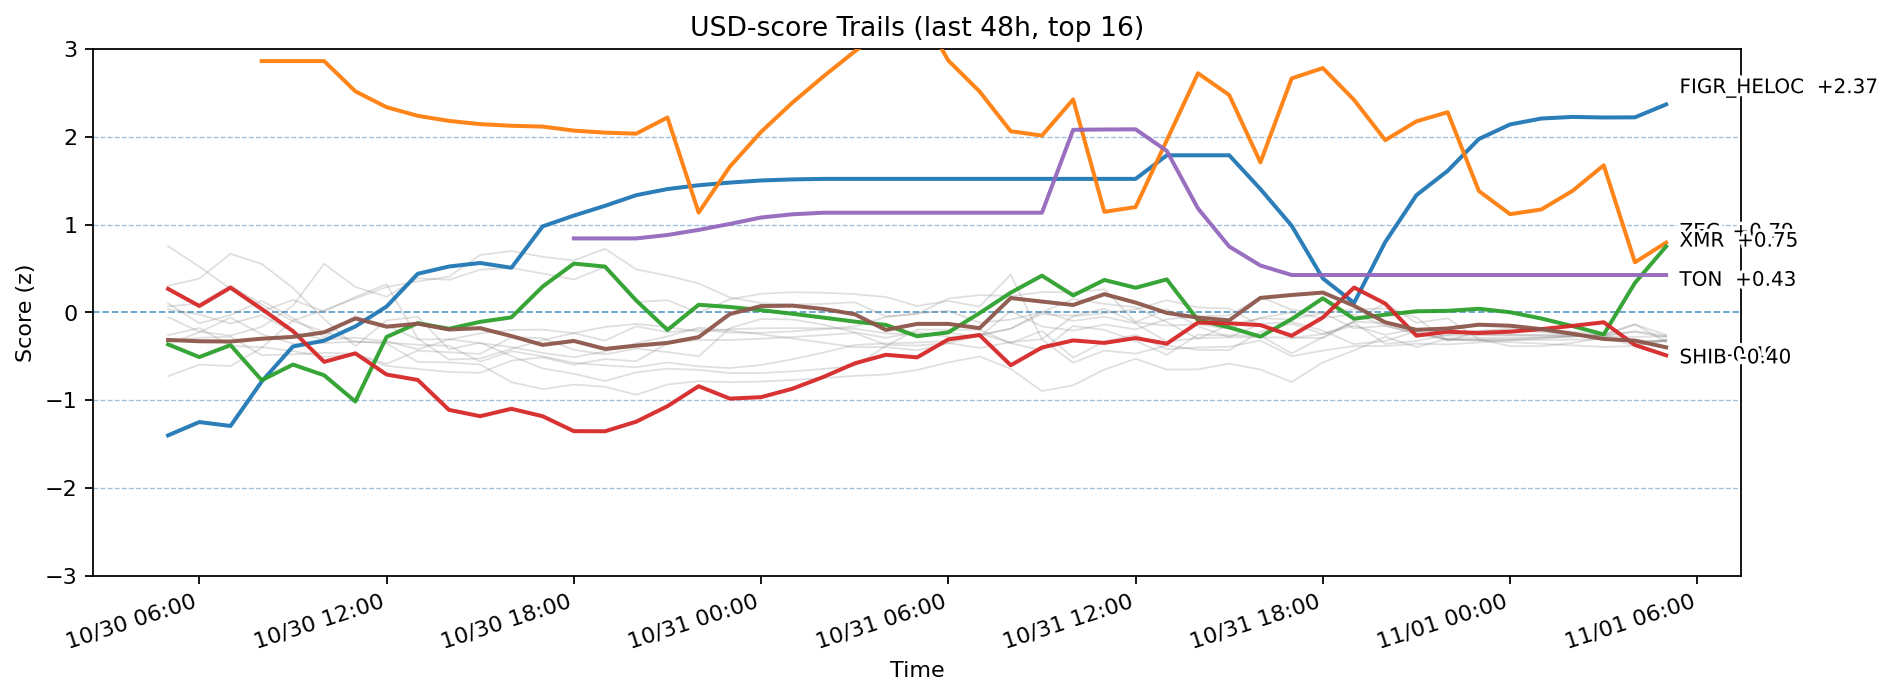 USD-score Trails (last 48h, top 16)
Score (z)
3
2
1
0
−1
−2
−3
FIGR_HELOC +2.37
XMR +0.75
TON +0.43
SHIB -0.40
10/30 06:00
10/30 12:00
10/30 18:00
10/31 00:00
10/31 06:00
10/31 12:00
10/31 18:00
11/01 00:00
11/01 06:00
Time